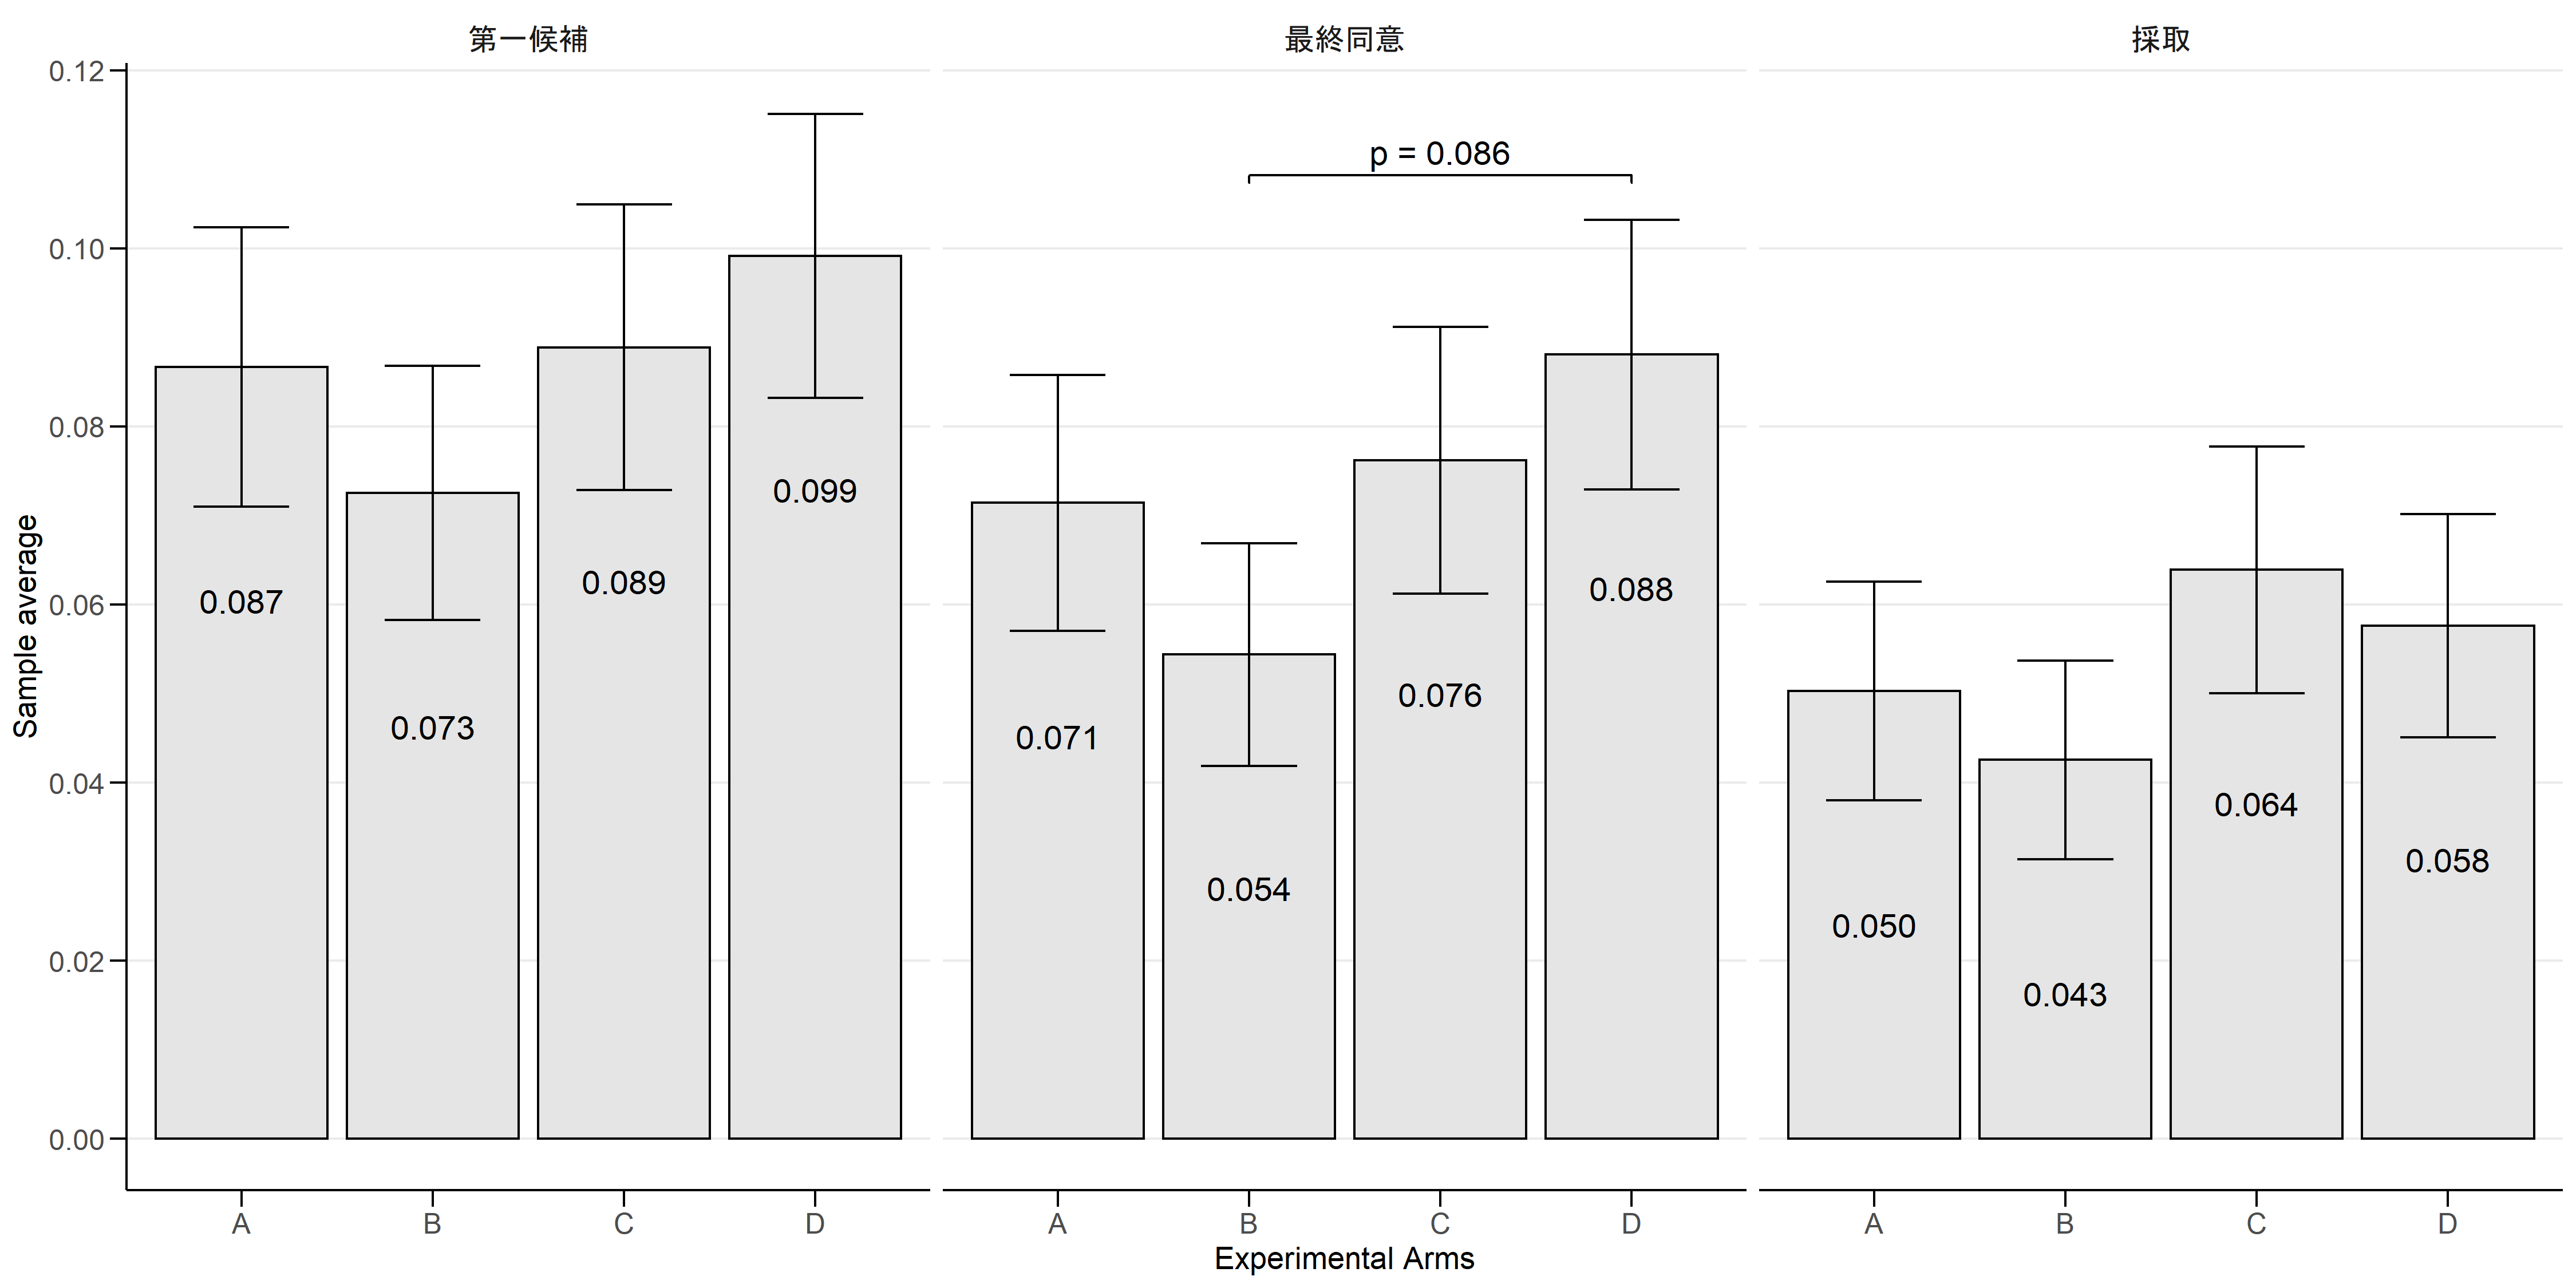 第一候補
最終同意
採取
0.12
0.10
0.08
0.06
0.04
0.02
0.00
Sample average
0.087
0.073
0.089
0.099
p = 0.086
0.071
0.054
0.076
0.088
0.050
0.043
0.064
0.058
A B C D
A B C D
A B C D
Experimental Arms